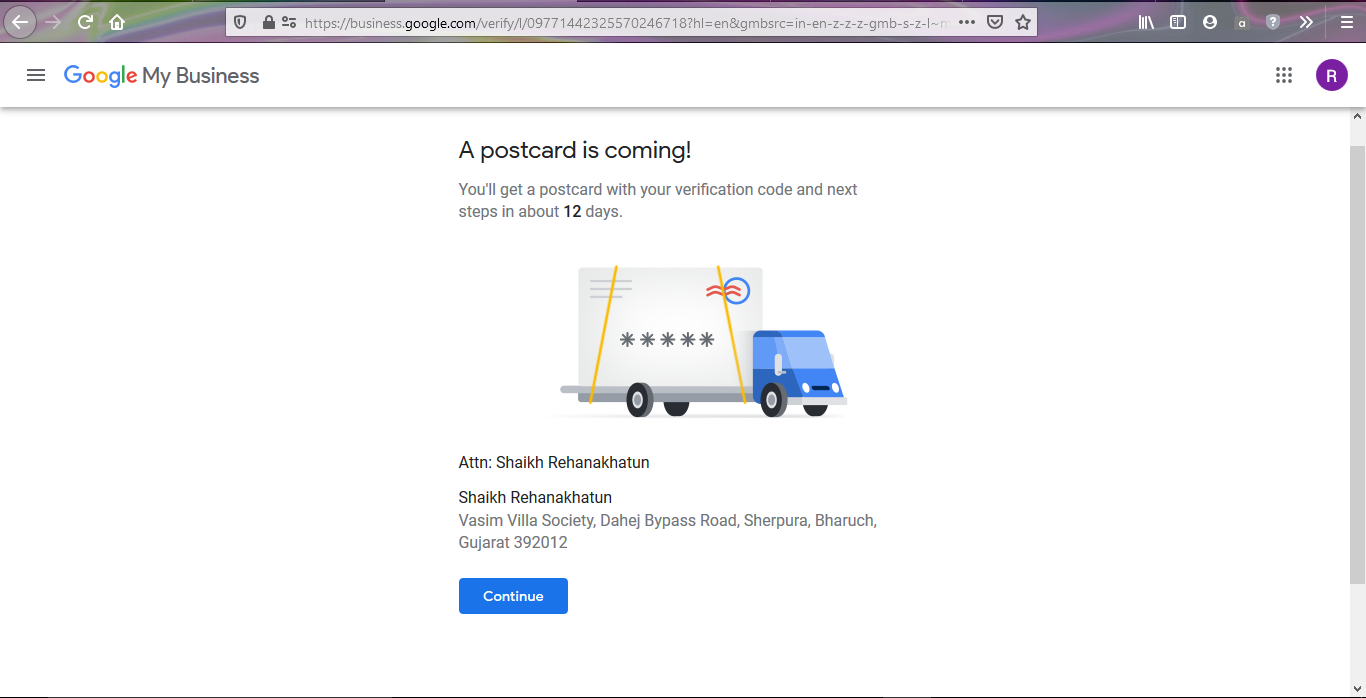 https://business.google.com/verify/l/09771442325570246718?hl=en&gmbsrc=in-en-z-z-z-gmb-s-z-l~m
Google My Business
R
A postcard is coming!
You'll get a postcard with your verification code and next
steps in about 12 days.
*****
Attn: Shaikh Rehanakhatun
Shaikh Rehanakhatun
Vasim Villa Society, Dahej Bypass Road, Sherpura, Bharuch,
Gujarat 392012
Continue